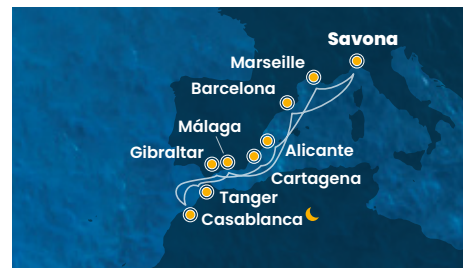 Savona
Marseille
Barcelona
Málaga
Gibraltar
Alicante
Cartagena
Tanger
Casablanca